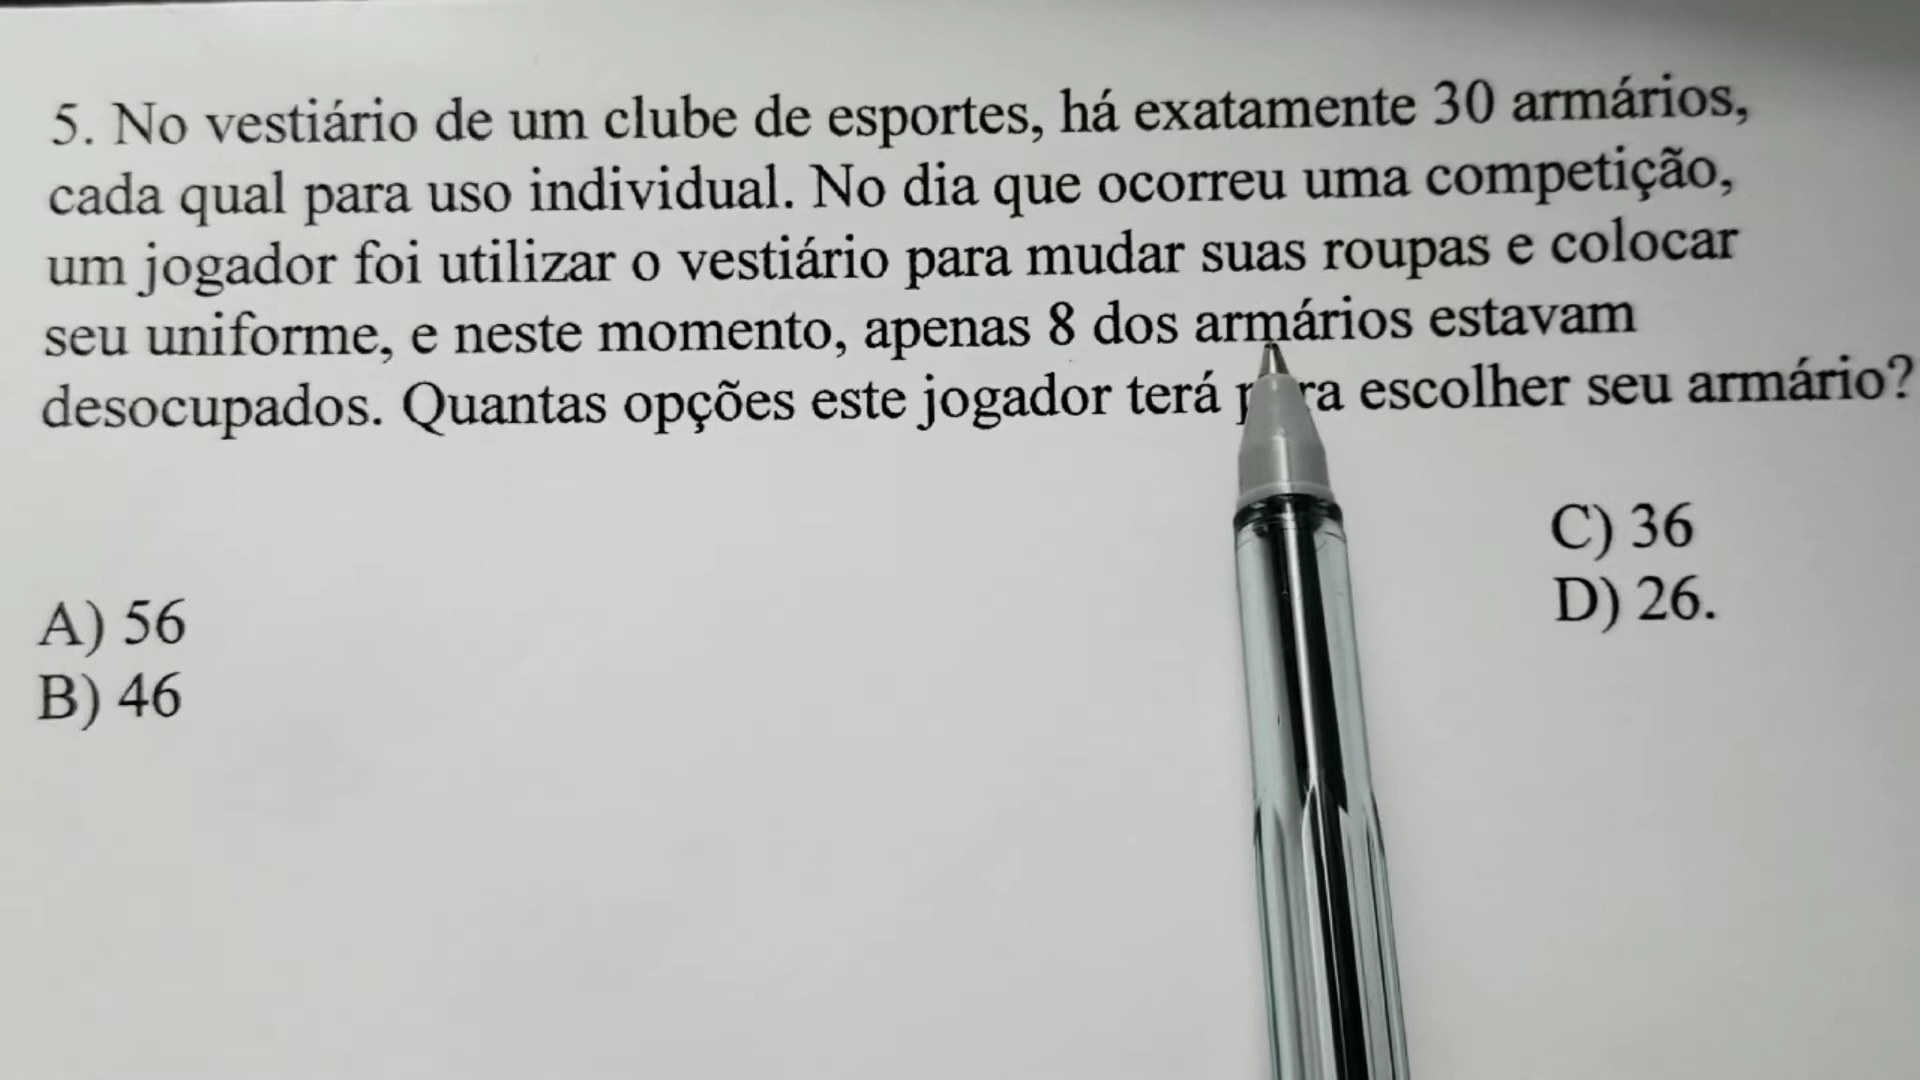 5. No vestiário de um clube de esportes, há exatamente 30 armários,
cada qual para uso individual. No dia que ocorreu uma competição,
um jogador foi utilizar o vestiário para mudar suas roupas e colocar
seu uniforme, e neste momento, apenas 8 dos armários estavam
desocupados. Quantas opções este jogador terá para escolher seu armário?
A) 56
B) 46
C) 36
D) 26.